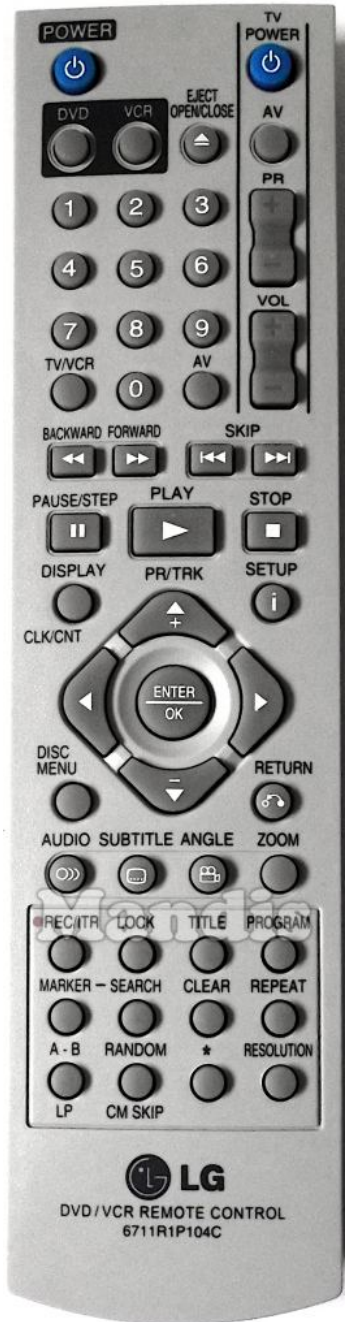 TV
POWER POWER
DVD VCR EJECT
OPEN/CLOSE AV
1 2 3
PR
+
4 5 6
-
VOL
7 8 9
+
TV/VCR AV
0
-
BACKWARD FORWARD SKIP
PAUSE/STEP PLAY STOP
DISPLAY PR/TRK SETUP
i
+
CLK/CNT
ENTER
OK
DISC
MENU - RETURN
AUDIO SUBTITLE ANGLE ZOOM
Mandis
REC/ITR LOCK TITLE PROGRAM
MARKER - SEARCH CLEAR REPEAT
A - B RANDOM * RESOLUTION
LP CM SKIP
LG
DVD / VCR REMOTE CONTROL
6711R1P104C